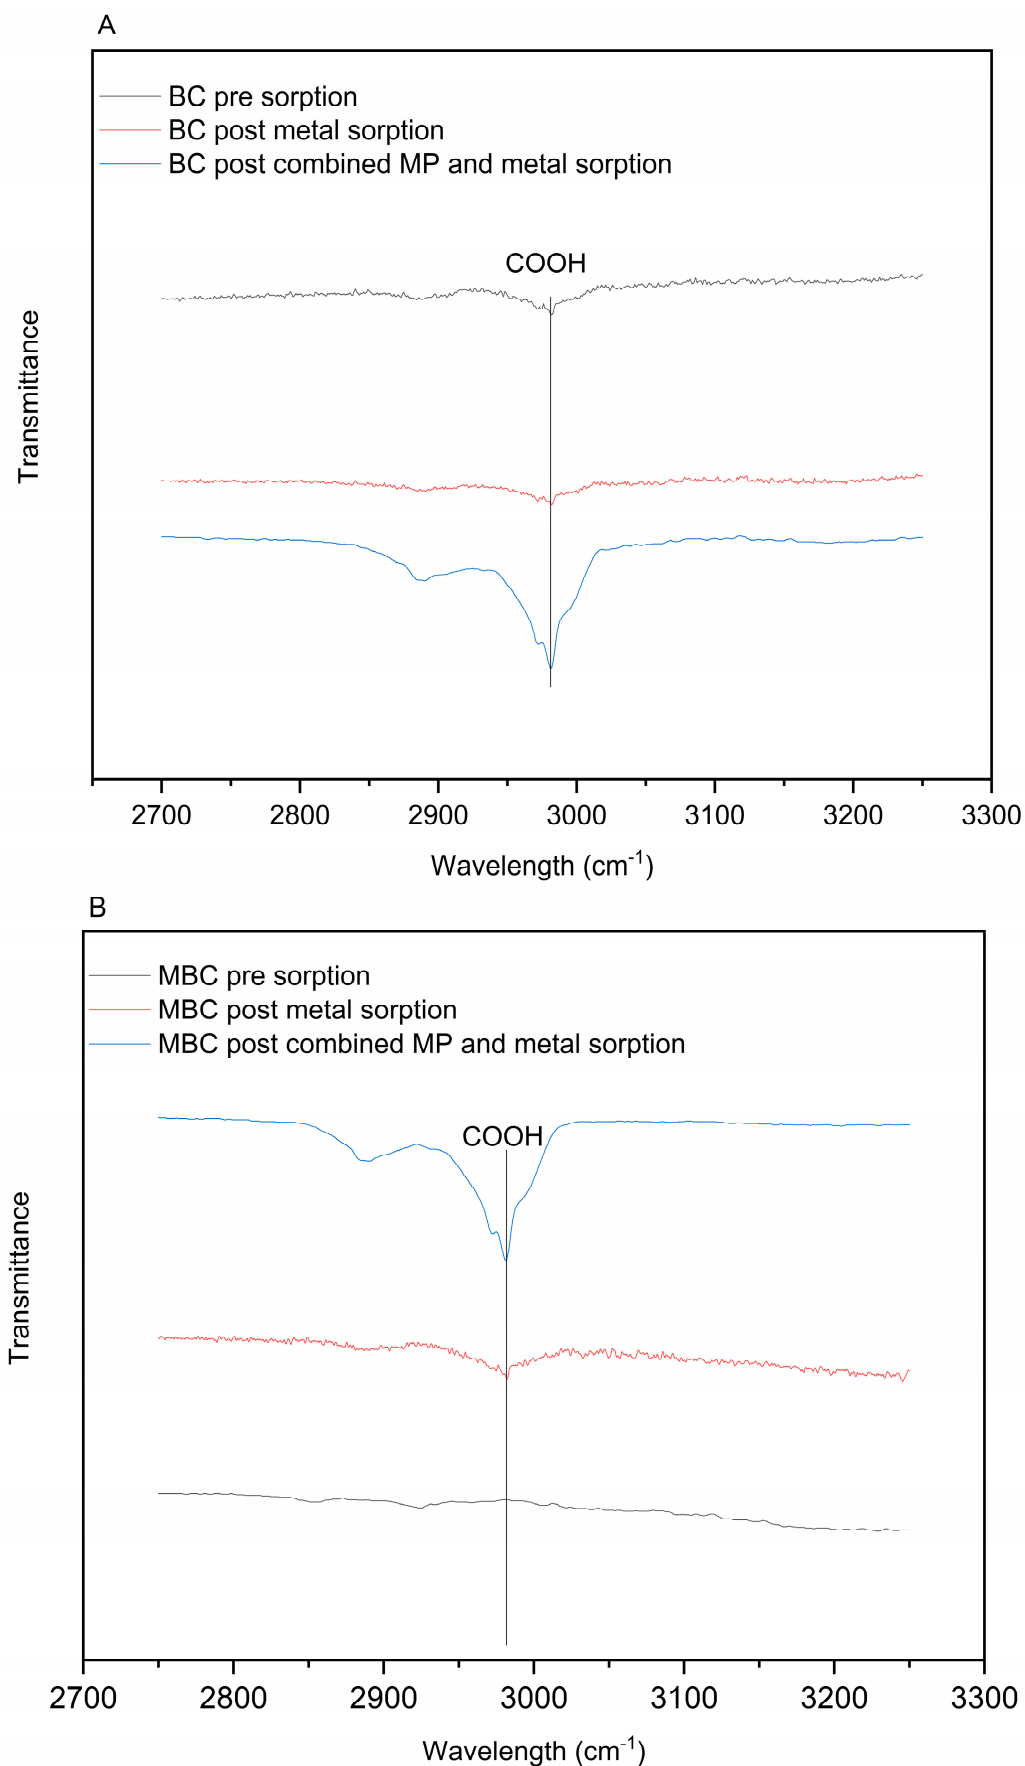 A
BC pre sorption
BC post metal sorption
BC post combined MP and metal sorption
COOH
Transmittance
2700 2800 2900 3000 3100 3200 3300
Wavelength (cm⁻¹)
B
MBC pre sorption
MBC post metal sorption
MBC post combined MP and metal sorption
COOH
Transmittance
2700 2800 2900 3000 3100 3200 3300
Wavelength (cm⁻¹)